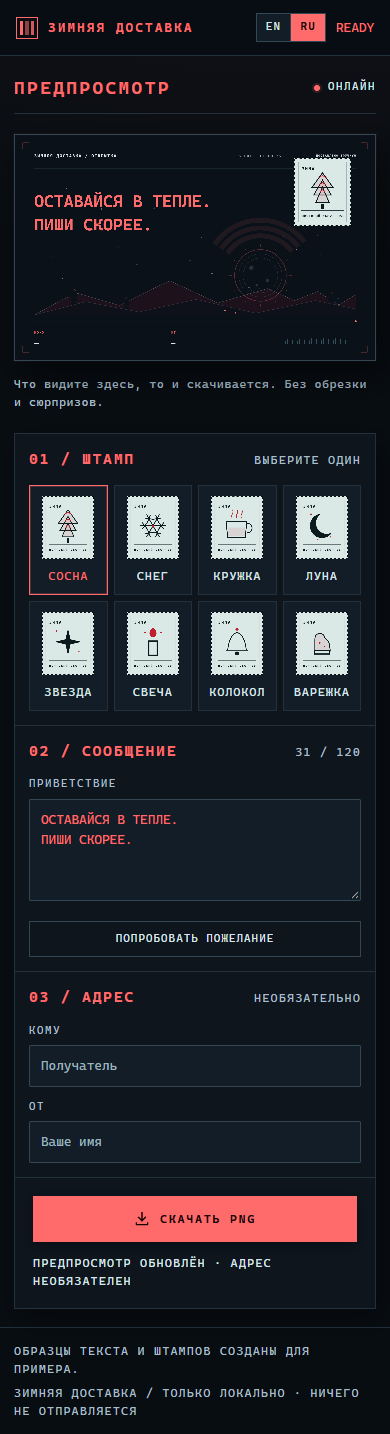 ЗИМНЯЯ ДОСТАВКА
EN RU READY
ПРЕДПРОСМОТР
ОНЛАЙН
ЗИМНЯЯ ДОСТАВКА / ОТКРЫТКА
ОСТАВАЙСЯ В ТЕПЛЕ.
ПИШИ СКОРЕЕ.
Что видите здесь, то и скачивается. Без обрезки
и сюрпризов.
01 / ШТАМП
ВЫБЕРИТЕ ОДИН
СОСНА СНЕГ КРУЖКА ЛУНА
ЗВЕЗДА СВЕЧА КОЛОКОЛ ВАРЕЖКА
02 / СООБЩЕНИЕ
31 / 120
ПРИВЕТСТВИЕ
ОСТАВАЙСЯ В ТЕПЛЕ.
ПИШИ СКОРЕЕ.
ПОПРОБОВАТЬ ПОЖЕЛАНИЕ
03 / АДРЕС
НЕОБЯЗАТЕЛЬНО
КОМУ
Получатель
ОТ
Ваше имя
СКАЧАТЬ PNG
ПРЕДПРОСМОТР ОБНОВЛЁН · АДРЕС
НЕОБЯЗАТЕЛЕН
ОБРАЗЦЫ ТЕКСТА И ШТАМПОВ СОЗДАНЫ ДЛЯ
ПРИМЕРА.
ЗИМНЯЯ ДОСТАВКА / ТОЛЬКО ЛОКАЛЬНО · НИЧЕГО
НЕ ОТПРАВЛЯЕТСЯ